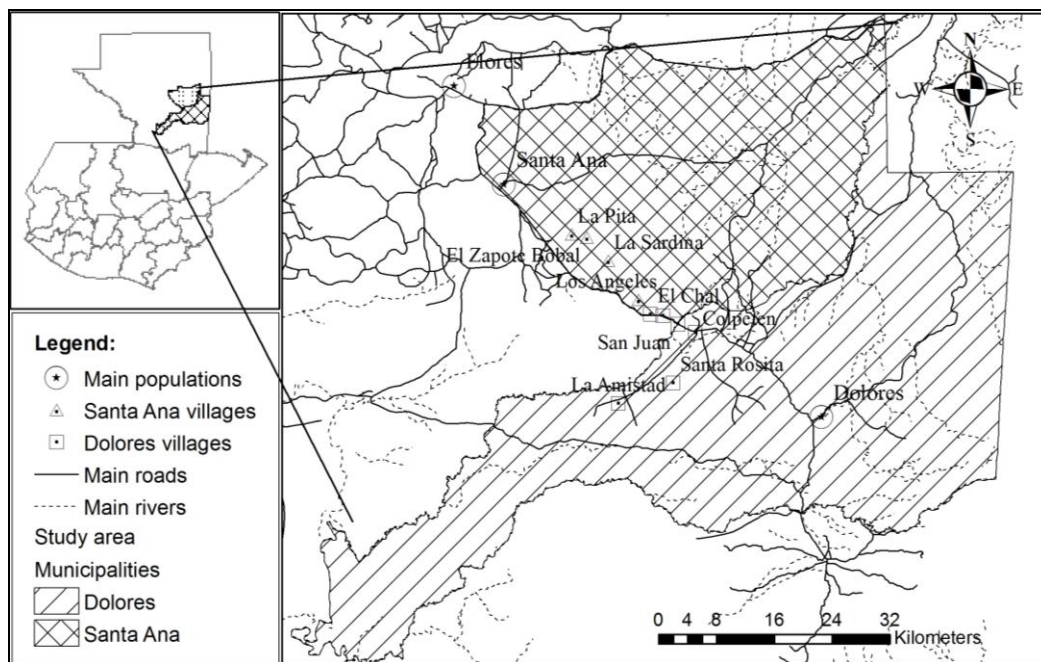 Legend:
Main populations
Santa Ana villages
Dolores villages
Main roads
Main rivers
Study area
Municipalities
Dolores
Santa Ana
Flores
N
W E
S
Santa Ana
La Pita
La Sardina
El Zapote Bobal
Los Angeles
El Chal
Colpeten
San Juan
Santa Rosita
La Amistad
Dolores
0 4 8 16 24 32
Kilometers